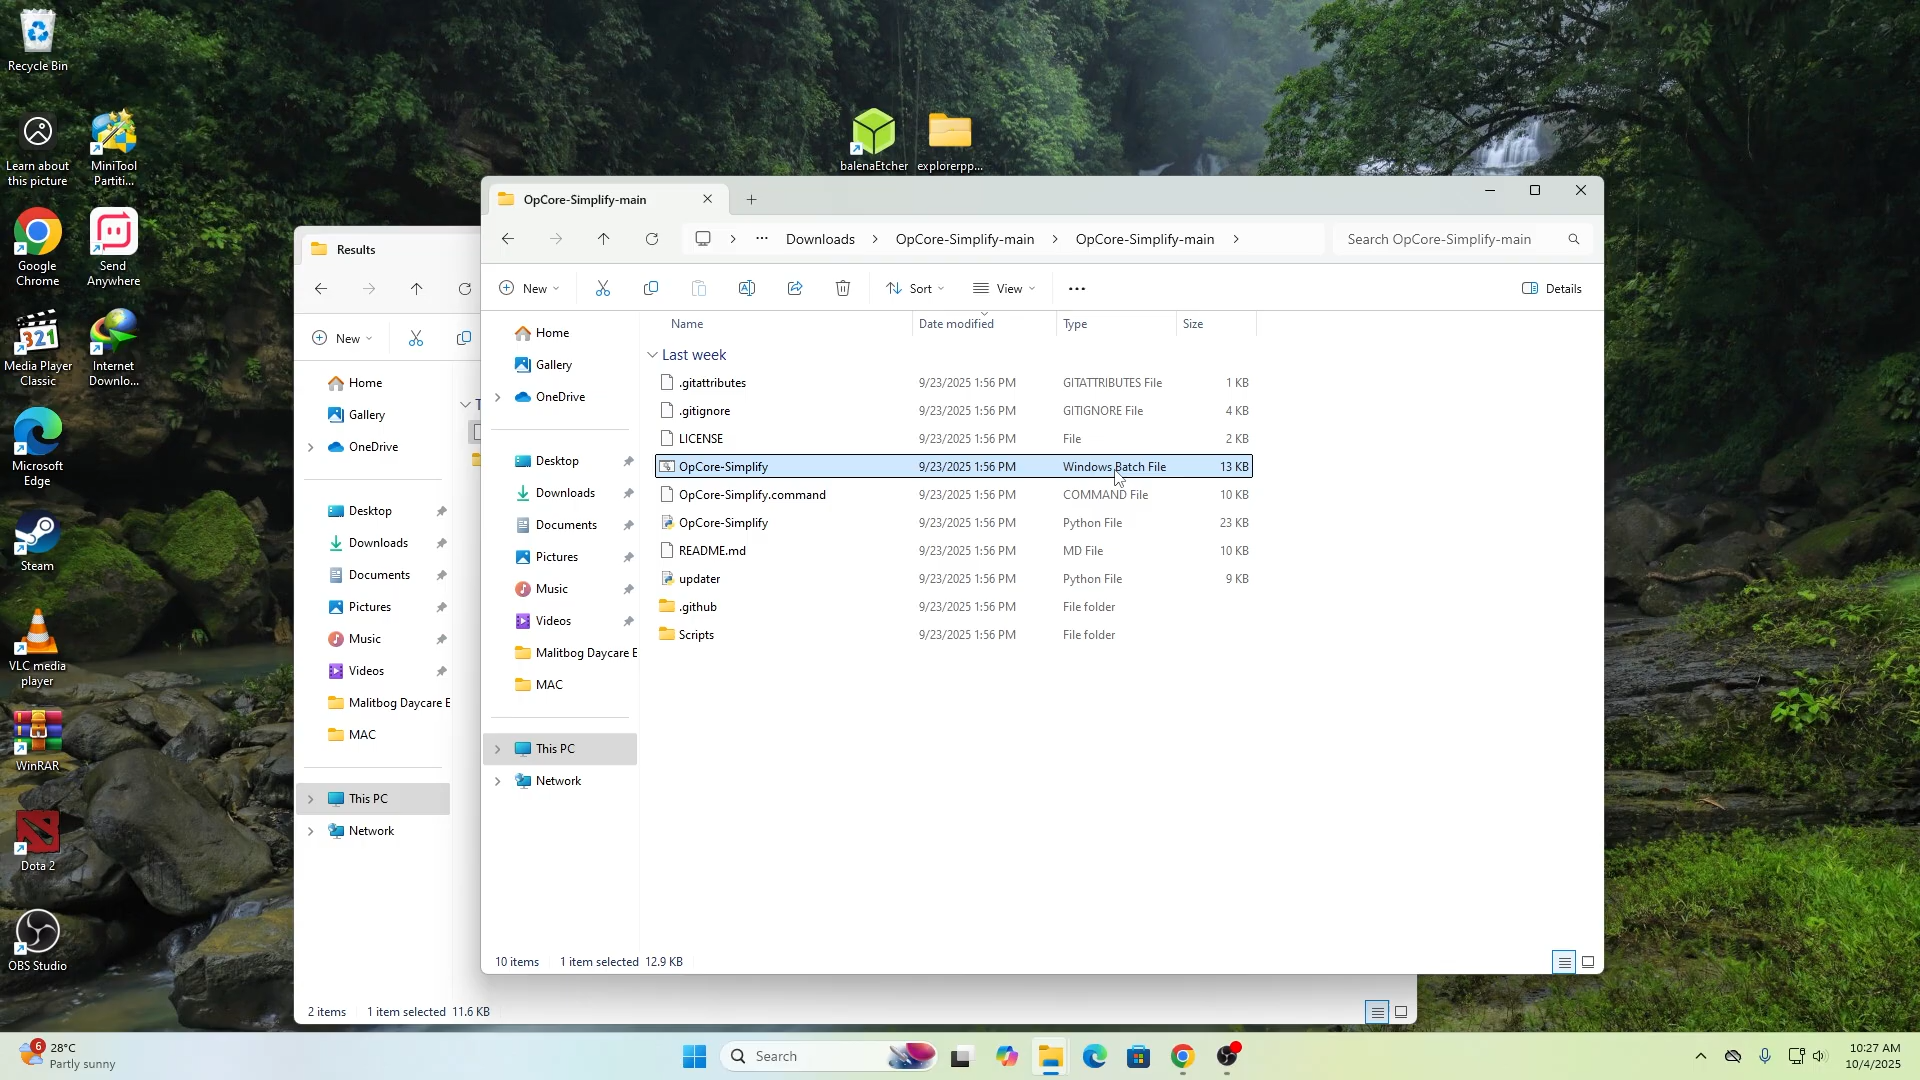 Recycle Bin
Learn about
this picture
MiniTool
Partiti...
Google
Chrome
Send
Anywhere
Media Player
Classic
Internet
Downlo...
Microsoft
Edge
Steam
VLC media
player
WinRAR
Dota 2
OBS Studio
balenaEtcher
explorerpp...
Results
New
Home
Gallery
OneDrive
Desktop
Downloads
Documents
Pictures
Music
Videos
Malitbog Daycare E
MAC
This PC
Network
2 items 1 item selected 11.6 KB
OpCore-Simplify-main
Downloads OpCore-Simplify-main OpCore-Simplify-main
Search OpCore-Simplify-main
New Sort View Details
Home
Gallery
OneDrive
Desktop
Downloads
Documents
Pictures
Music
Videos
Malitbog Daycare E
MAC
This PC
Network
Name Date modified Type Size
Last week
.gitattributes 9/23/2025 1:56 PM GITATTRIBUTES File 1 KB
.gitignore 9/23/2025 1:56 PM GITIGNORE File 4 KB
LICENSE 9/23/2025 1:56 PM File 2 KB
OpCore-Simplify 9/23/2025 1:56 PM Windows Batch File 13 KB
OpCore-Simplify.command 9/23/2025 1:56 PM COMMAND File 10 KB
OpCore-Simplify 9/23/2025 1:56 PM Python File 23 KB
README.md 9/23/2025 1:56 PM MD File 10 KB
updater 9/23/2025 1:56 PM Python File 9 KB
.github 9/23/2025 1:56 PM File folder
Scripts 9/23/2025 1:56 PM File folder
10 items 1 item selected 12.9 KB
6
28°C
Partly sunny
Search
10:27 AM
10/4/2025